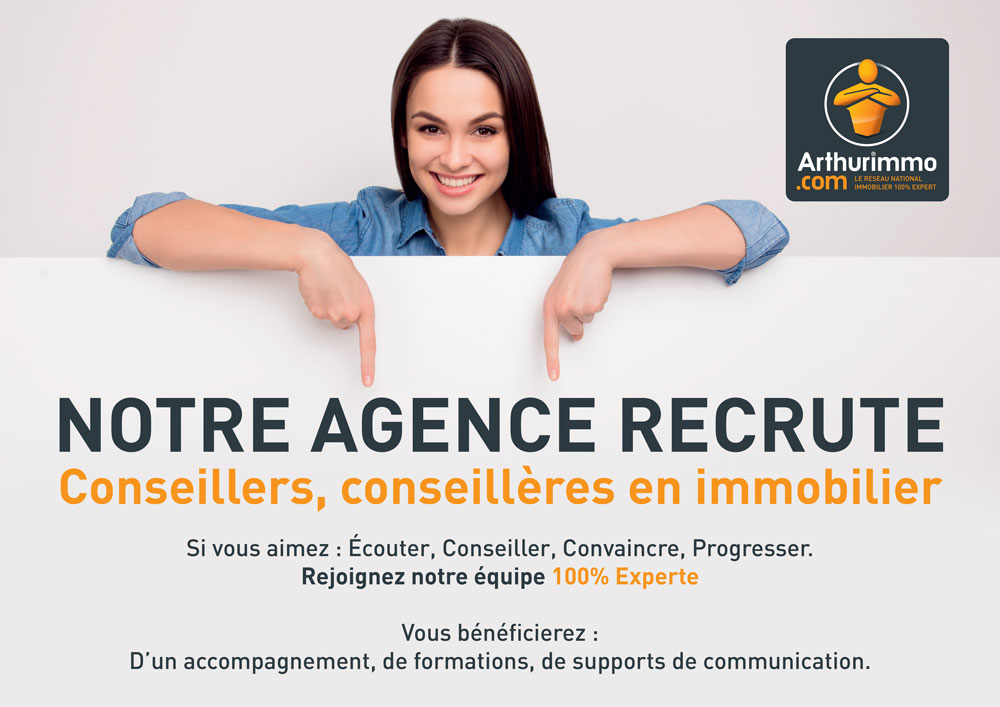 Arthurimmo
.com LE RESEAU NATIONAL
IMMOBILIER 100% EXPERT
NOTRE AGENCE RECRUTE
Conseillers, conseillères en immobilier
Si vous aimez : Écouter, Conseiller, Convaincre, Progresser.
Rejoignez notre équipe 100% Experte
Vous bénéficierez :
D’un accompagnement, de formations, de supports de communication.